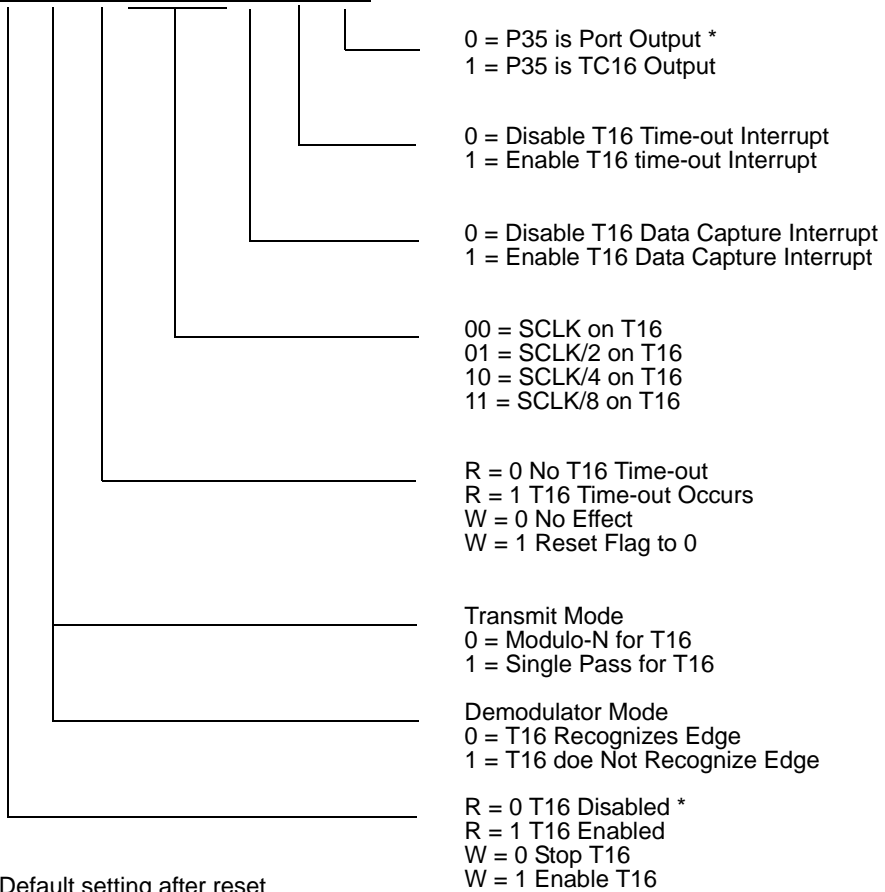 0 = P35 is Port Output *
1 = P35 is TC16 Output
0 = Disable T16 Time-out Interrupt
1 = Enable T16 time-out Interrupt
0 = Disable T16 Data Capture Interrupt
1 = Enable T16 Data Capture Interrupt
00 = SCLK on T16
01 = SCLK/2 on T16
10 = SCLK/4 on T16
11 = SCLK/8 on T16
R = 0 No T16 Time-out
R = 1 T16 Time-out Occurs
W = 0 No Effect
W = 1 Reset Flag to 0
Transmit Mode
0 = Modulo-N for T16
1 = Single Pass for T16
Demodulator Mode
0 = T16 Recognizes Edge
1 = T16 doe Not Recognize Edge
R = 0 T16 Disabled *
R = 1 T16 Enabled
W = 0 Stop T16
W = 1 Enable T16
Default setting after reset